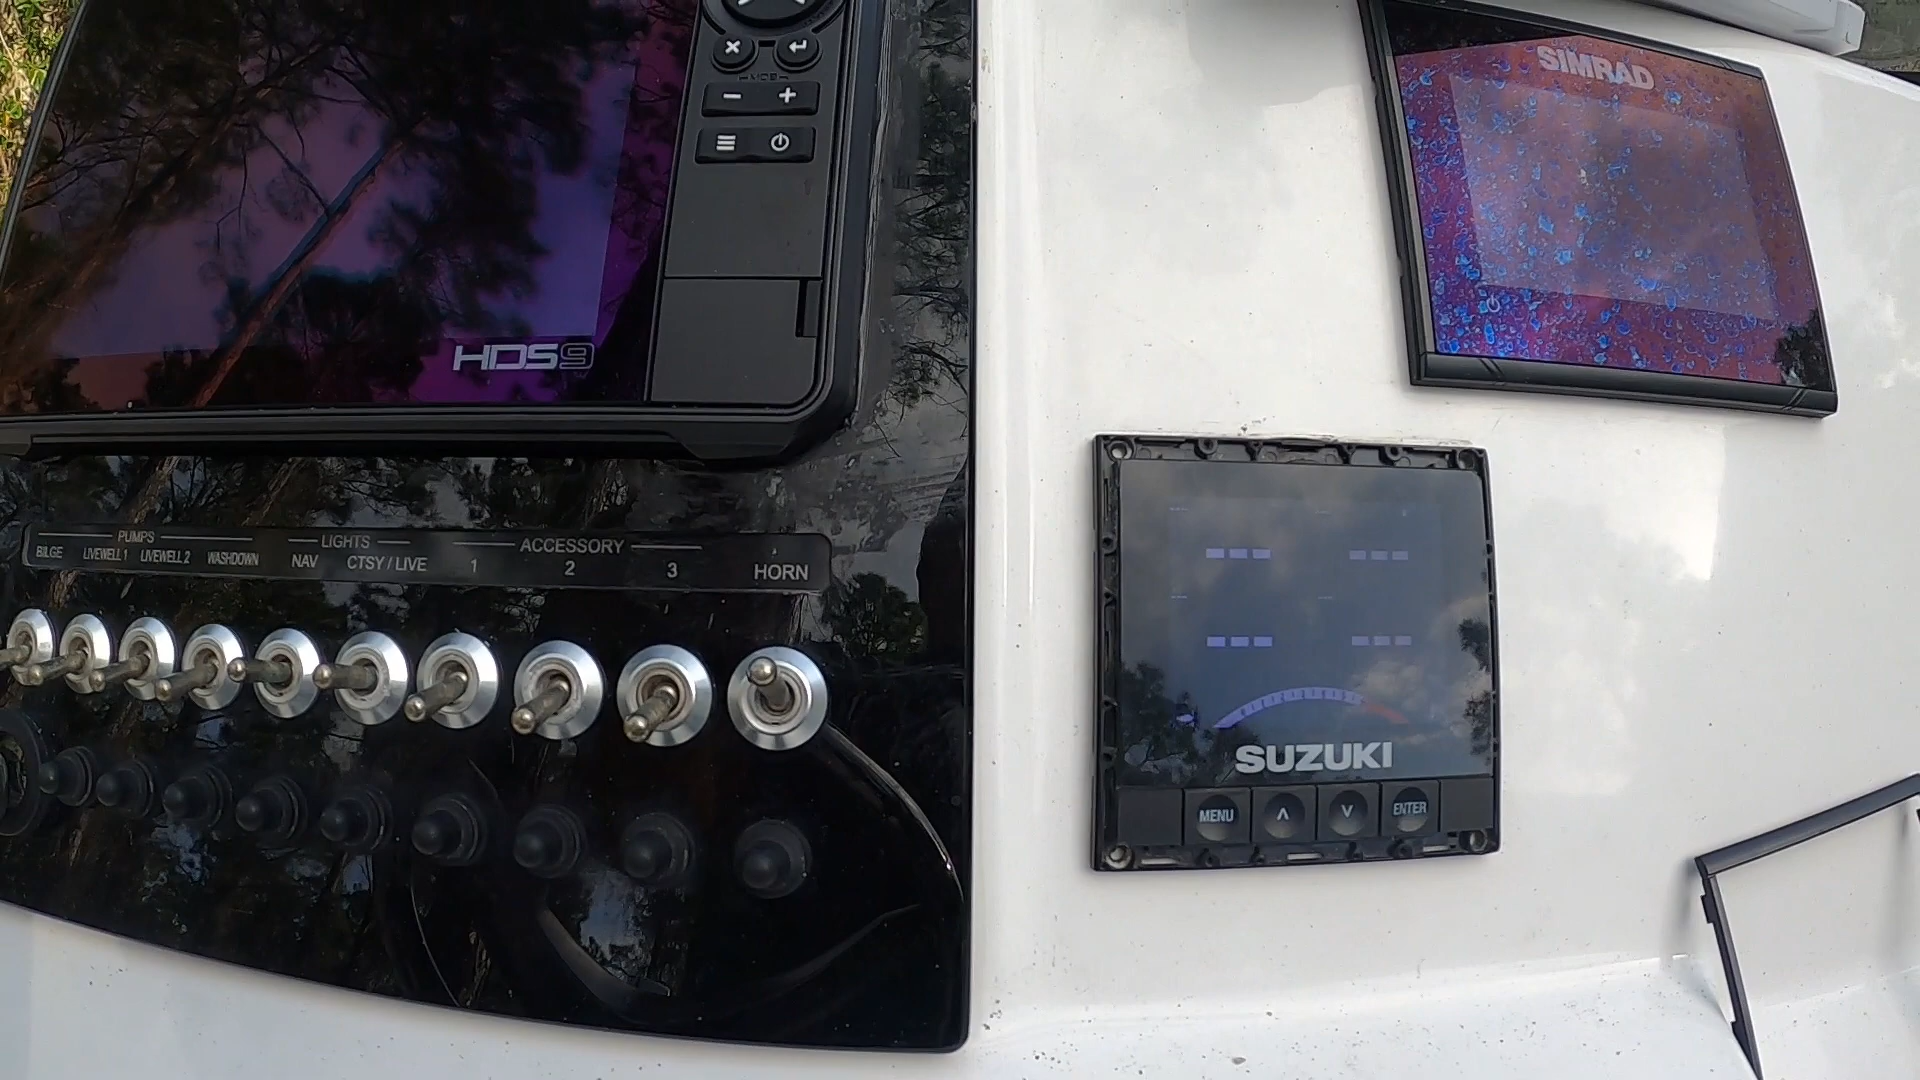 SIMRAD
HDS9
PUMPS
LIGHTS
ACCESSORY
BILGE
LIVEWELL 1
LIVEWELL 2
WASHDOWN
NAV
CTSY / LIVE
1
2
3
HORN
SUZUKI
MENU
ENTER